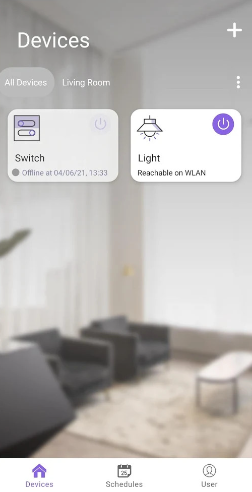 Devices
All Devices Living Room
Switch
Offline at 04/06/21, 13:33
Light
Reachable on WLAN
25
Devices Schedules User